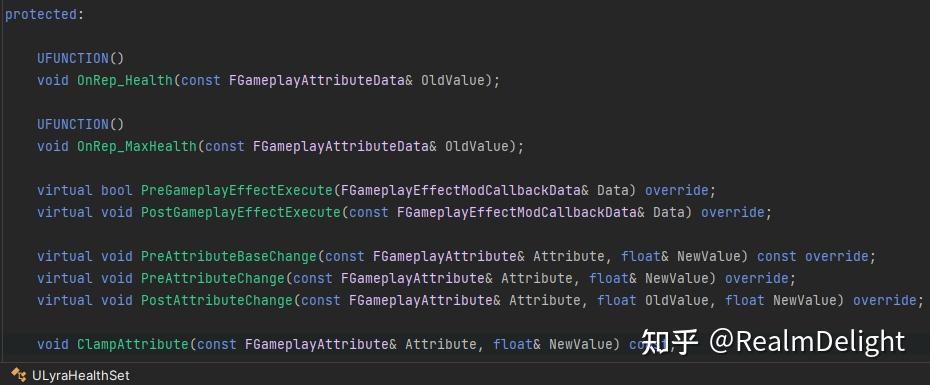 protected:
UFUNCTION()
void OnRep_Health(const FGameplayAttributeData& OldValue);
UFUNCTION()
void OnRep_MaxHealth(const FGameplayAttributeData& OldValue);
virtual bool PreGameplayEffectExecute(FGameplayEffectModCallbackData& Data) override;
virtual void PostGameplayEffectExecute(const FGameplayEffectModCallbackData& Data) override;
virtual void PreAttributeBaseChange(const FGameplayAttribute& Attribute, float& NewValue) const override;
virtual void PreAttributeChange(const FGameplayAttribute& Attribute, float& NewValue) override;
virtual void PostAttributeChange(const FGameplayAttribute& Attribute, float OldValue, float NewValue) override;
void ClampAttribute(const FGameplayAttribute& Attribute, float& NewValue) const;
知乎 @RealmDelight
ULyraHealthSet